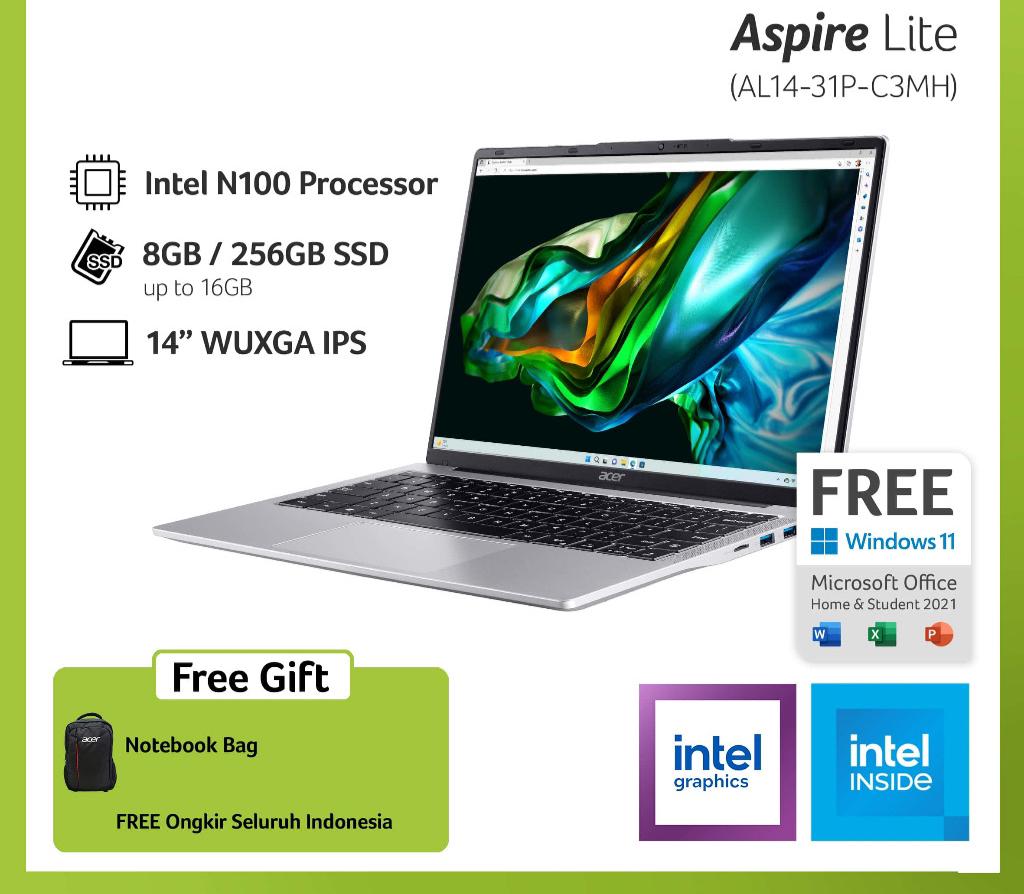 Aspire Lite
(AL14-31P-C3MH)
Intel N100 Processor
SSD
8GB / 256GB SSD
up to 16GB
14” WUXGA IPS
acer
FREE
Windows 11
Microsoft Office
Home & Student 2021
W X P
Free Gift
acer
Notebook Bag
FREE Ongkir Seluruh Indonesia
intel
graphics
intel
INSIDE